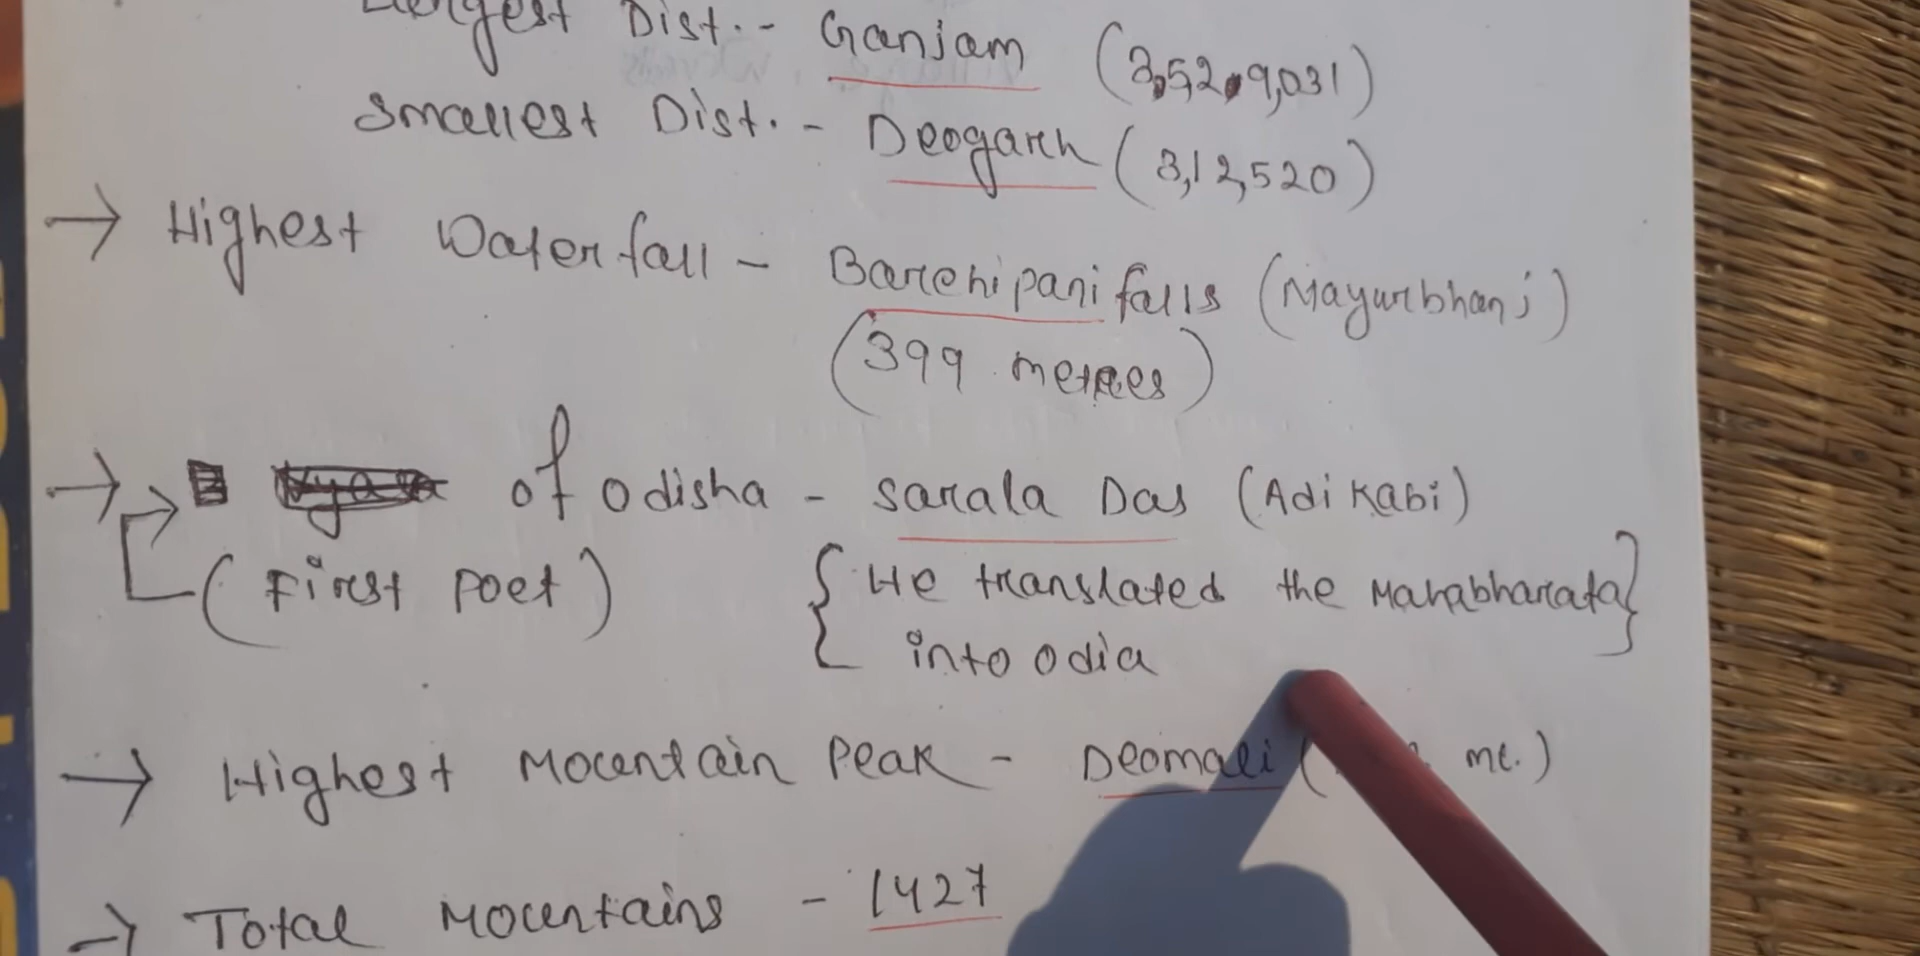 Largest Dist. - Ganjam (3,52,9,031)
Smallest Dist. - Deogarh (3,12,520)
→ Highest Waterfall - Barehipani falls (Mayurbhanj)
(399 metres)
→ of Odisha - Sarala Das (Adi Kabi)
(First Poet) {He translated the Mahabharata}
into Odia
→ Highest Mountain Peak - Deomali ( mt.)
→ Total Mountains - 1427